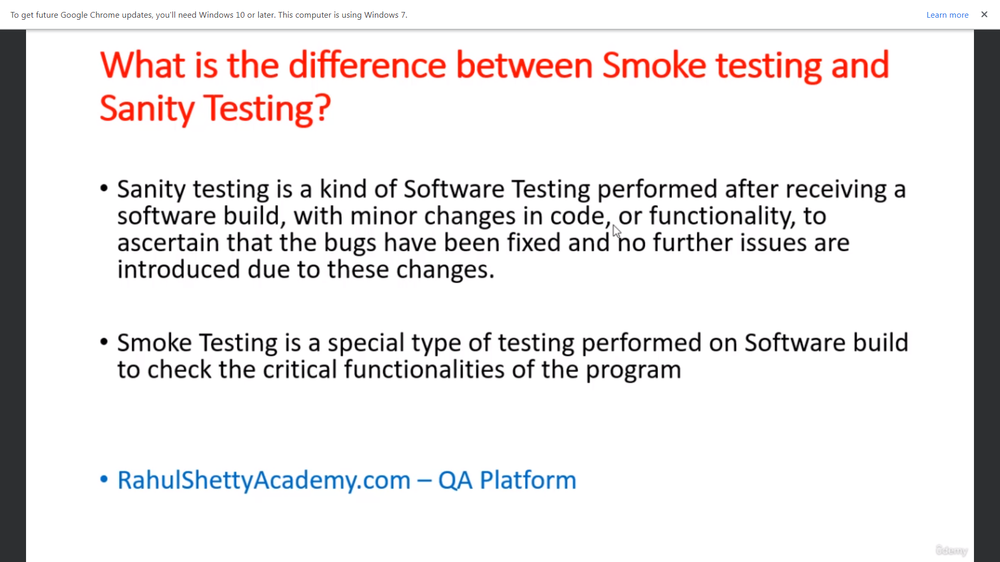 To get future Google Chrome updates, you'll need Windows 10 or later. This computer is using Windows 7.
Learn more
What is the difference between Smoke testing and
Sanity Testing?
• Sanity testing is a kind of Software Testing performed after receiving a
software build, with minor changes in code, or functionality, to
ascertain that the bugs have been fixed and no further issues are
introduced due to these changes.
• Smoke Testing is a special type of testing performed on Software build
to check the critical functionalities of the program
• RahulShettyAcademy.com – QA Platform
ûdemy